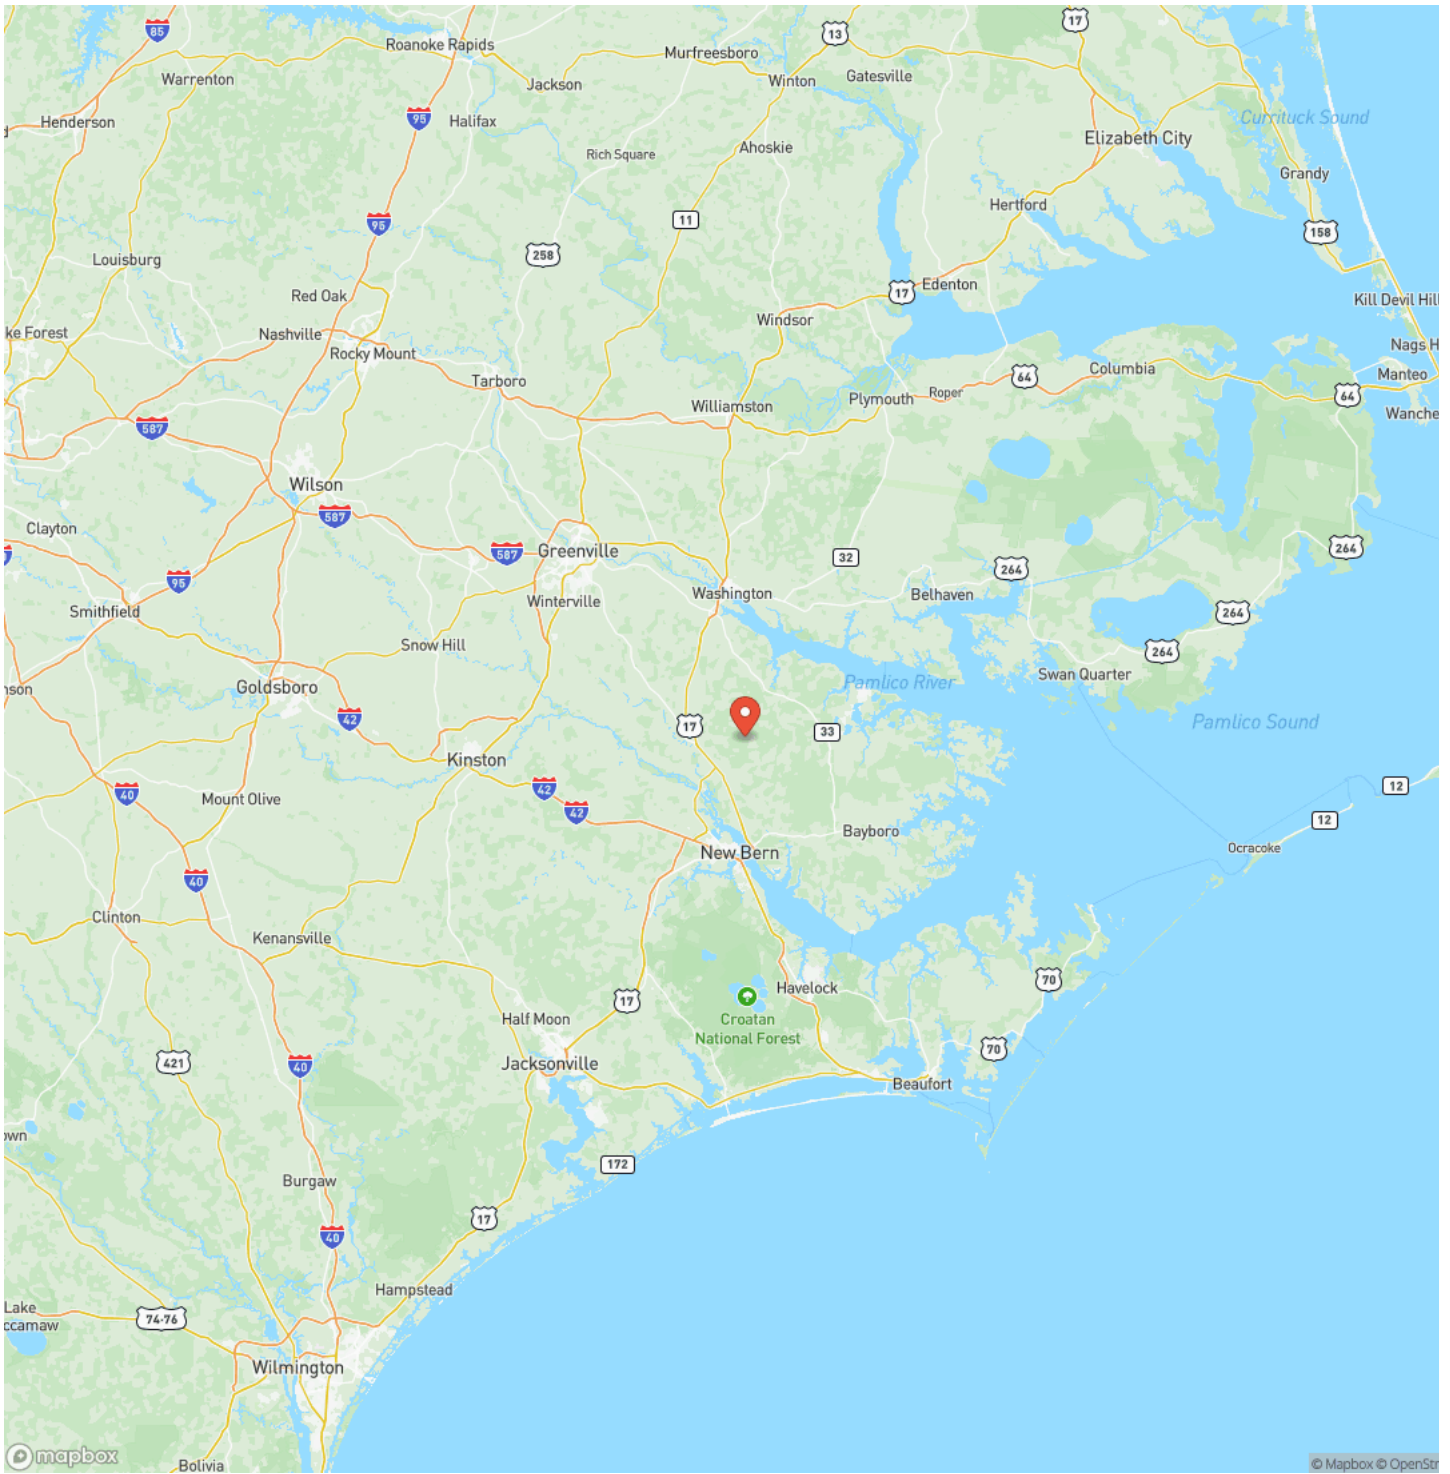 85
Roanoke Rapids
Murfreesboro
13
17
Warrenton
Jackson
Winton
Gatesville
Henderson
95
Halifax
Currituck Sound
Elizabeth City
Rich Square
Ahoskie
Grandy
Hertford
95
11
158
Louisburg
258
Red Oak
17
Edenton
Kill Devil Hill
ke Forest
Nashville
Windsor
Rocky Mount
Nags H
Tarboro
64
Columbia
Manteo
Williamston
Plymouth
Roper
64
Wanche
587
Wilson
587
Clayton
587
Greenville
32
264
264
95
Washington
Belhaven
Smithfield
Winterville
264
Snow Hill
264
Swan Quarter
nson
Goldsboro
Pamlico River
42
17
33
Pamlico Sound
Kinston
42
40
Mount Olive
42
12
12
Bayboro
New Bern
Ocracoke
40
Clinton
Kenansville
70
17
Havelock
Half Moon
Croatan
National Forest
421
40
Jacksonville
70
Beaufort
own
172
Burgaw
17
40
Hampstead
Lake
ccamaw
74-76
Wilmington
Bolivia
mapbox
© Mapbox © OpenStr